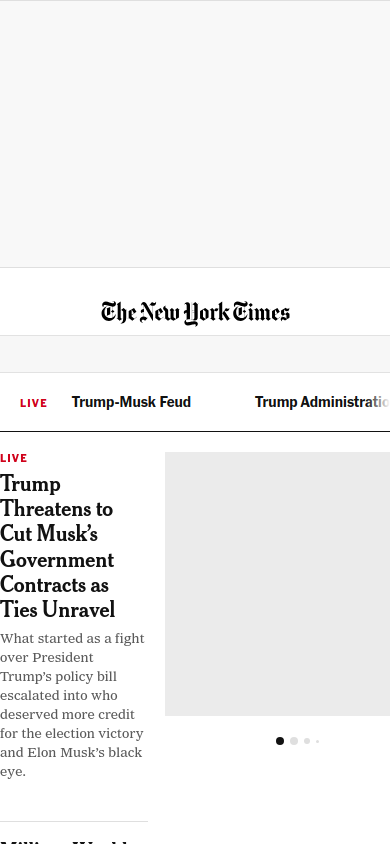 The New York Times
LIVE
Trump-Musk Feud
Trump Administratio
LIVE
Trump
Threatens to
Cut Musk's
Government
Contracts as
Ties Unravel
What started as a fight
over President
Trump's policy bill
escalated into who
deserved more credit
for the election victory
and Elon Musk's black
eye.